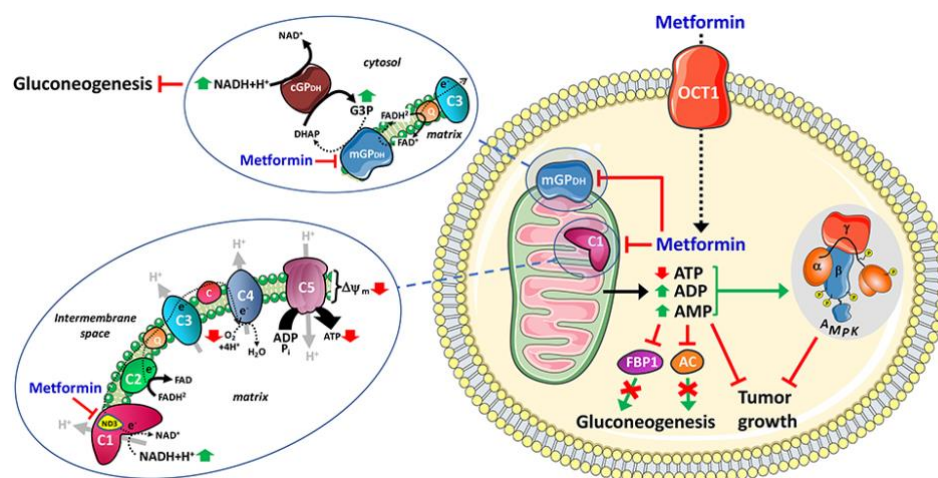 NAD⁺
cytosol
Gluconeogenesis
NADH+H⁺
cGPDH
G3P
DHAP
FADH²
FAD⁺
Q
e⁻
C3
matrix
mGPDH
Metformin
H⁺
H⁺
H⁺
C
C4
C5
Δψm
C3
e⁻
e⁻
Intermembrane
space
Q
O₂
+4H⁺
H₂O
ADP
Pi
ATP
H⁺
C2
e⁻
FAD
FADH²
matrix
Metformin
H⁺
ND3
C1
e⁻
NAD⁺
NADH+H⁺
Metformin
OCT1
mGPDH
C1
Metformin
ATP
ADP
AMP
γ
α
β
P
P
P
P
AMPK
FBP1
AC
Gluconeogenesis
Tumor
growth